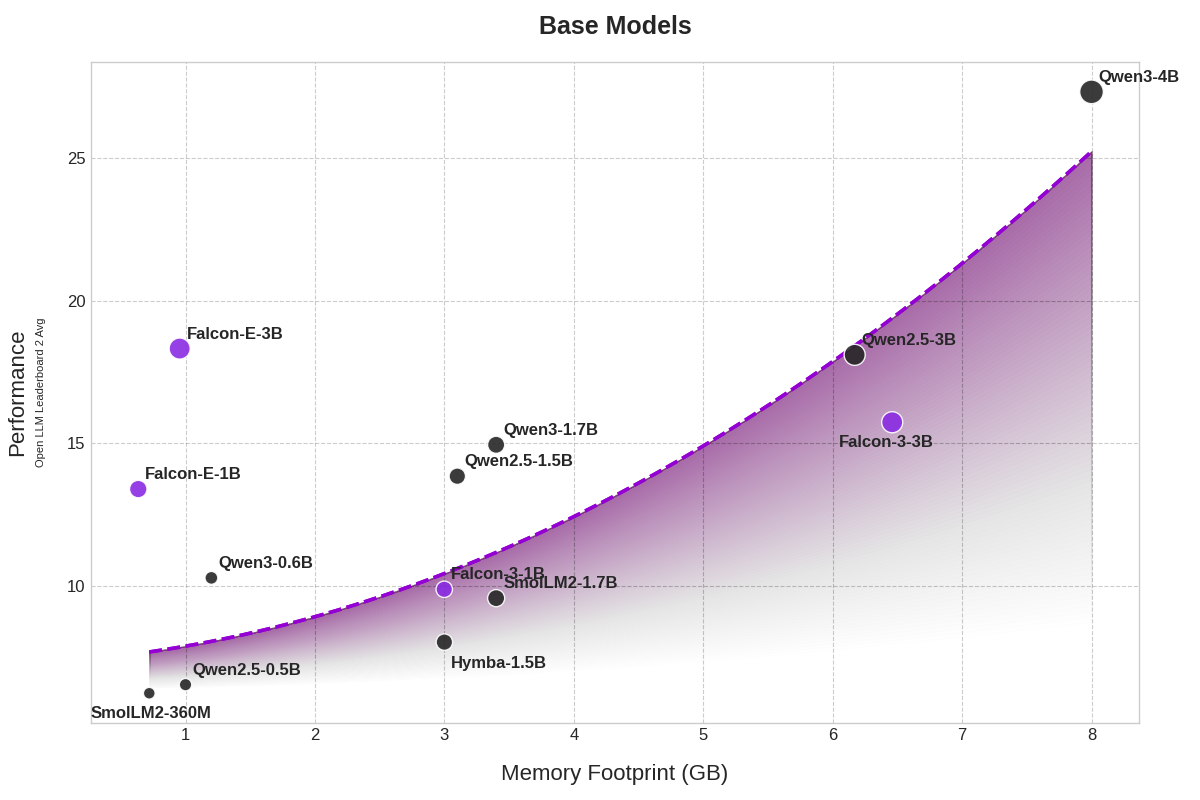 Base Models
Qwen3-4B
25
20
Falcon-E-3B
Qwen2.5-3B
Performance
Open LLM Leaderboard 2 Avg
15
Qwen3-1.7B
Falcon-3-3B
Qwen2.5-1.5B
Falcon-E-1B
Qwen3-0.6B
Falcon-3-1B
SmolLM2-1.7B
10
Hymba-1.5B
Qwen2.5-0.5B
SmolLM2-360M
1 2 3 4 5 6 7 8
Memory Footprint (GB)